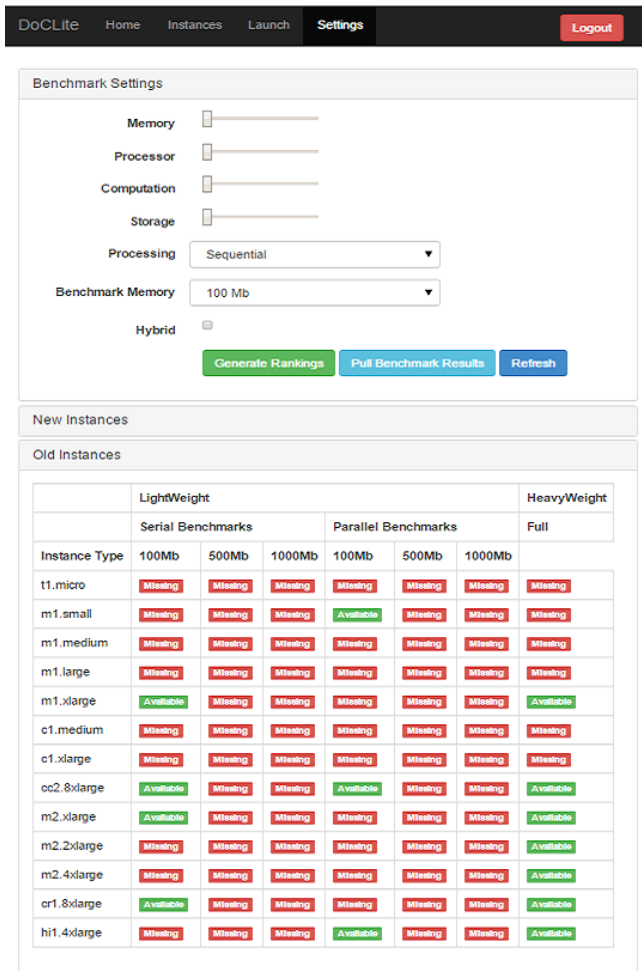 DoCLite Home Instances Launch Settings Logout
Benchmark Settings
Memory
Processor
Computation
Storage
Processing Sequential
Benchmark Memory 100 Mb
Hybrid
Generate Rankings Pull Benchmark Results Refresh
New Instances
Old Instances
LightWeight HeavyWeight
Serial Benchmarks Parallel Benchmarks Full
Instance Type 100Mb 500Mb 1000Mb 100Mb 500Mb 1000Mb
t1.micro Missing Missing Missing Missing Missing Missing Missing
m1.small Missing Missing Missing Available Missing Missing Missing
m1.medium Missing Missing Missing Missing Missing Missing Missing
m1.large Missing Missing Missing Missing Missing Missing Missing
m1.xlarge Available Missing Missing Missing Missing Missing Available
c1.medium Missing Missing Missing Missing Missing Missing Missing
c1.xlarge Missing Missing Missing Missing Missing Missing Missing
cc2.8xlarge Available Missing Missing Available Missing Missing Available
m2.xlarge Available Missing Missing Missing Missing Missing Available
m2.2xlarge Missing Missing Missing Missing Missing Missing Available
m2.4xlarge Missing Missing Missing Missing Missing Missing Available
cr1.8xlarge Available Missing Missing Missing Missing Missing Available
hi1.4xlarge Missing Missing Missing Available Missing Missing Available